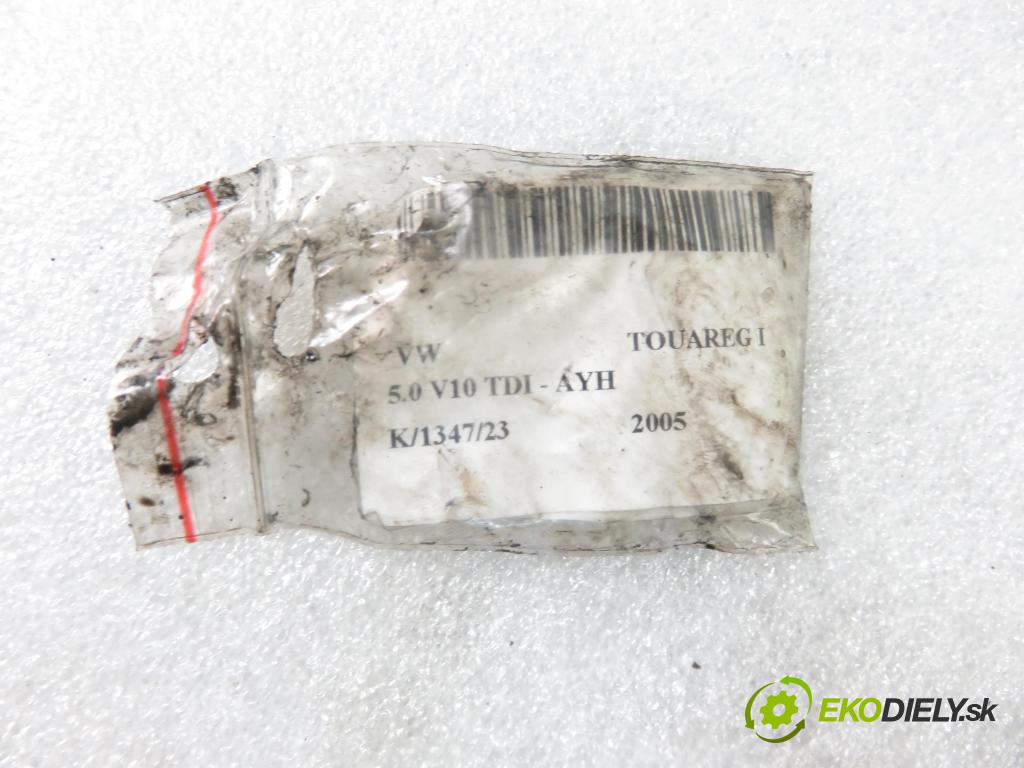 VW TOUAREG I
5.0 V10 TDI - AYH
K/1347/23 2005
EKODIELY.sk